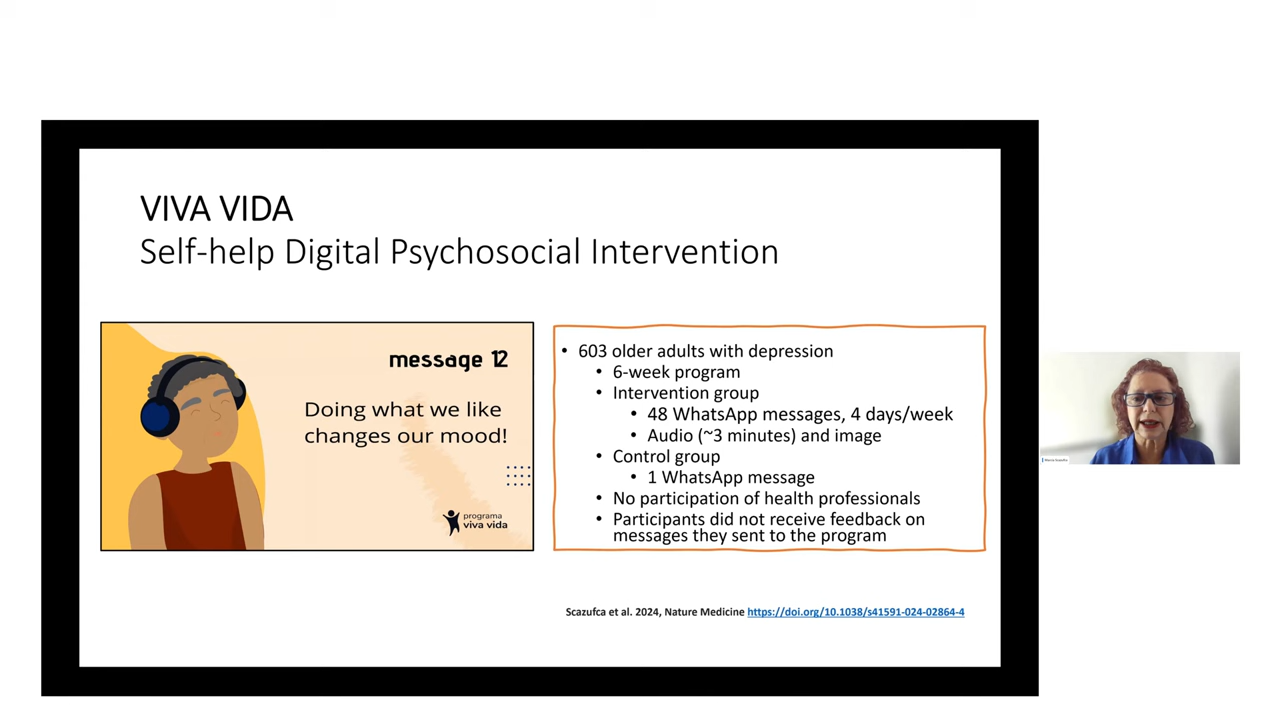 VIVA VIDA
Self-help Digital Psychosocial Intervention
message 12
Doing what we like
changes our mood!
programa
viva vida
• 603 older adults with depression
• 6-week program
• Intervention group
• 48 WhatsApp messages, 4 days/week
• Audio (~3 minutes) and image
• Control group
• 1 WhatsApp message
• No participation of health professionals
• Participants did not receive feedback on
messages they sent to the program
Scazufca et al. 2024, Nature Medicine https://doi.org/10.1038/s41591-024-02864-4